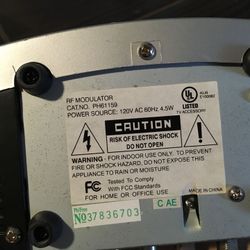 RF MODULATOR
CAT.NO. PH61159
POWER SOURCE: 120V AC 60Hz 4.5W
UL
LISTED
TV ACCESSORY
CAUTION
RISK OF ELECTRIC SHOCK
DO NOT OPEN
WARNING: FOR INDOOR USE ONLY. TO PREVENT
FIRE OR SHOCK HAZARD, DO NOT EXPOSE THIS
APPLIANCE TO RAIN OR MOISTURE
FC
Tested To Comply
With FCC Standards
FOR HOME OR OFFICE USE
MADE IN CHINA
C AE
No37836703